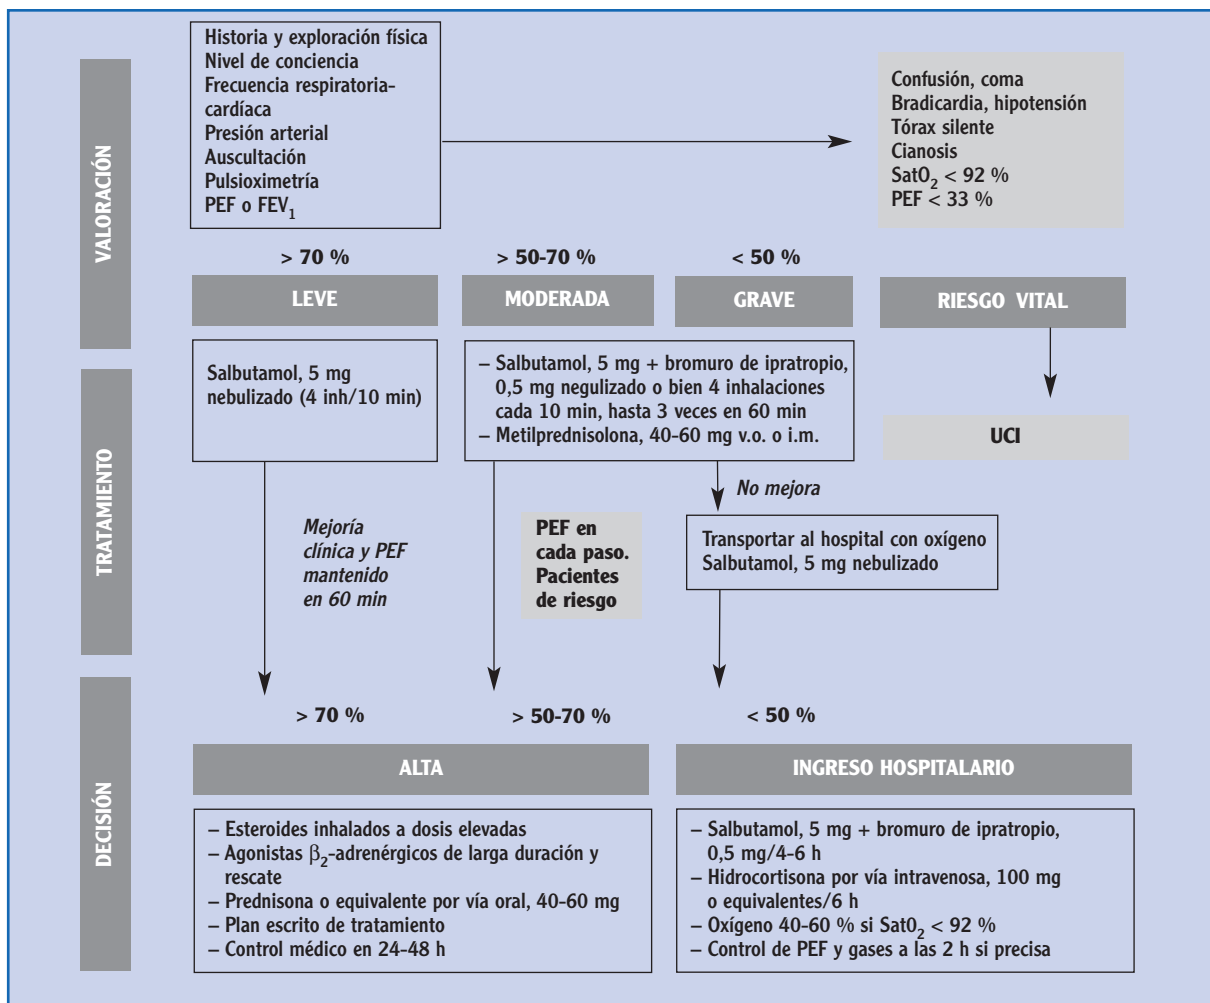 VALORACIÓN
Historia y exploración física
Nivel de conciencia
Frecuencia respiratoria-
cardíaca
Presión arterial
Auscultación
Pulsioximetría
PEF o FEV1
Confusión, coma
Bradicardia, hipotensión
Tórax silente
Cianosis
SatO2 < 92 %
PEF < 33 %
> 70 %
> 50-70 %
< 50 %
LEVE
MODERADA
GRAVE
RIESGO VITAL
TRATAMIENTO
Salbutamol, 5 mg
nebulizado (4 inh/10 min)
– Salbutamol, 5 mg + bromuro de ipratropio,
0,5 mg negulizado o bien 4 inhalaciones
cada 10 min, hasta 3 veces en 60 min
– Metilprednisolona, 40-60 mg v.o. o i.m.
UCI
No mejora
Mejoría
clínica y PEF
mantenido
en 60 min
PEF en
cada paso.
Pacientes
de riesgo
Transportar al hospital con oxígeno
Salbutamol, 5 mg nebulizado
DECISIÓN
> 70 %
> 50-70 %
< 50 %
ALTA
INGRESO HOSPITALARIO
– Esteroides inhalados a dosis elevadas
– Agonistas β2-adrenérgicos de larga duración y
rescate
– Prednisona o equivalente por vía oral, 40-60 mg
– Plan escrito de tratamiento
– Control médico en 24-48 h
– Salbutamol, 5 mg + bromuro de ipratropio,
0,5 mg/4-6 h
– Hidrocortisona por vía intravenosa, 100 mg
o equivalentes/6 h
– Oxígeno 40-60 % si Sat02 < 92 %
– Control de PEF y gases a las 2 h si precisa